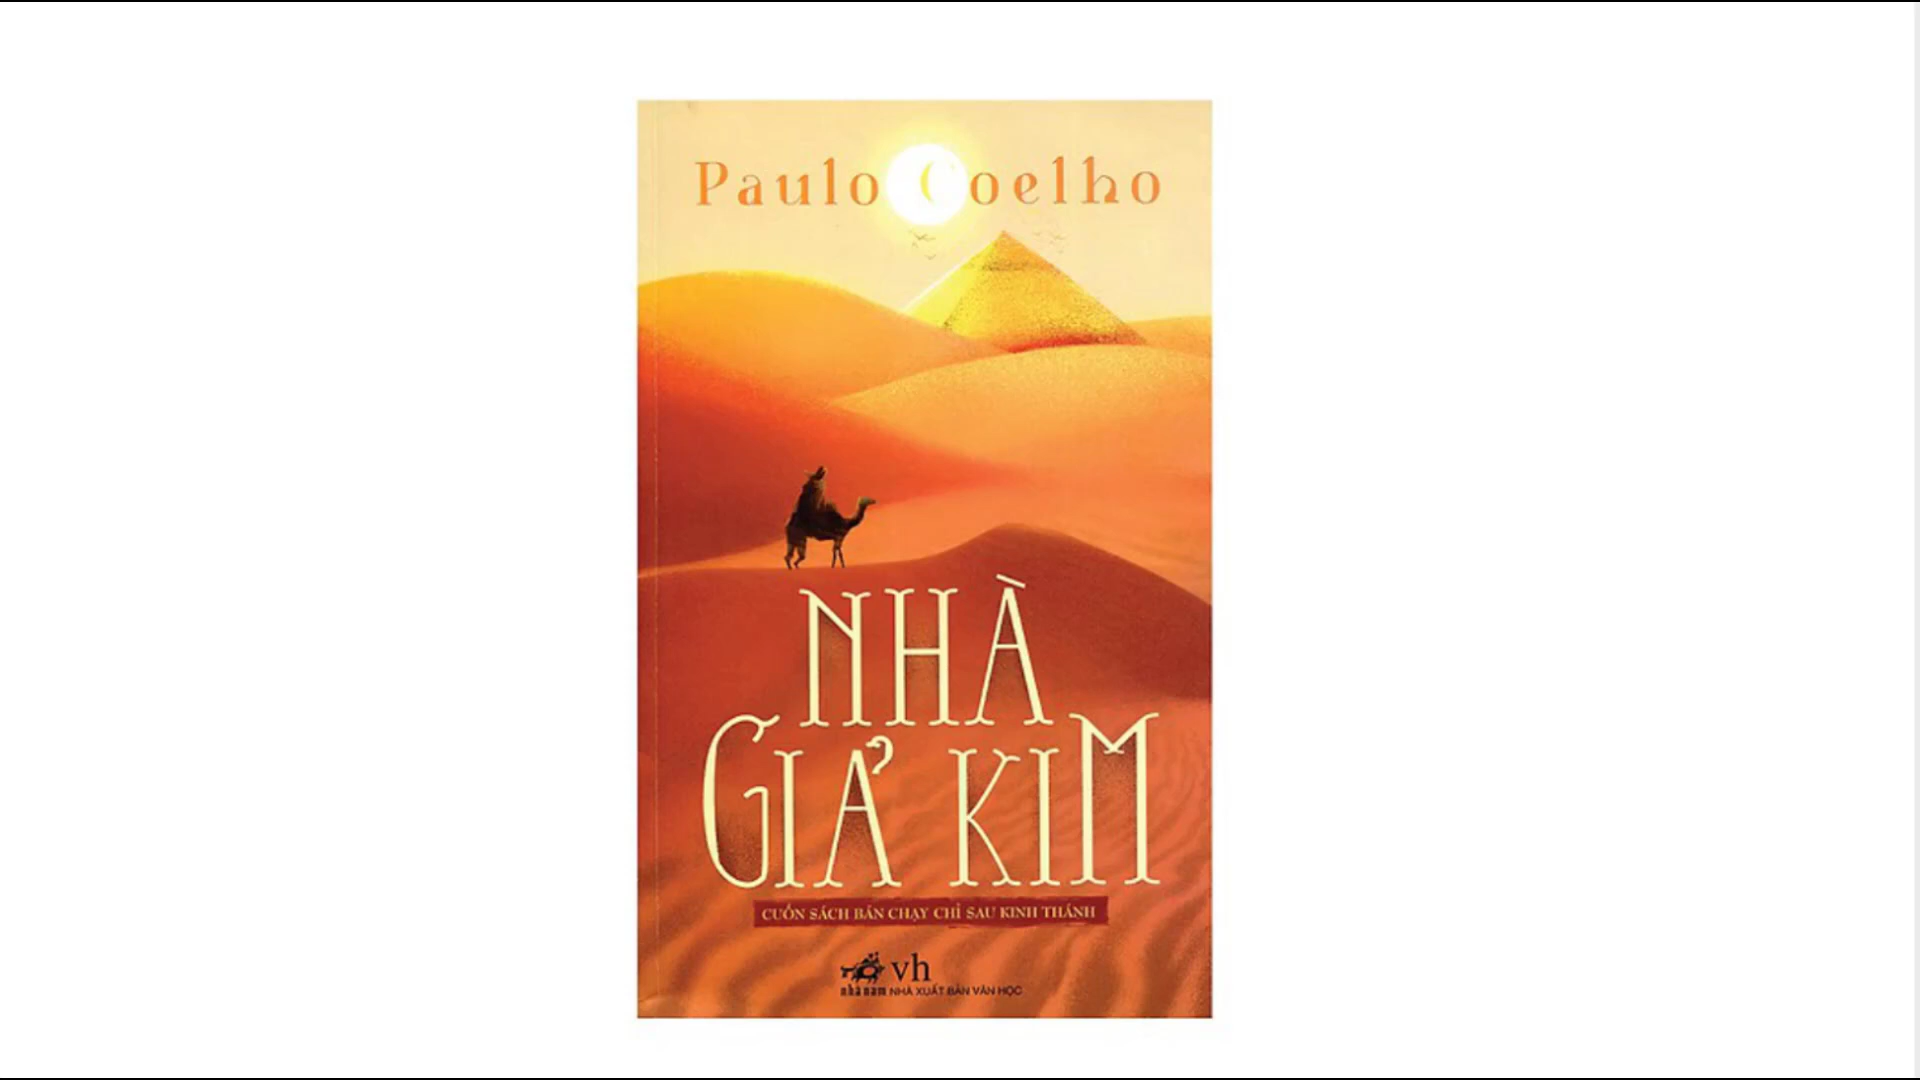 Paulo Coelho
NHÀ
GIẢ KIM
CUỐN SÁCH BÁN CHẠY CHỈ SAU KINH THÁNH
vh
nhã nam NHÀ XUẤT BẢN VĂN HỌC